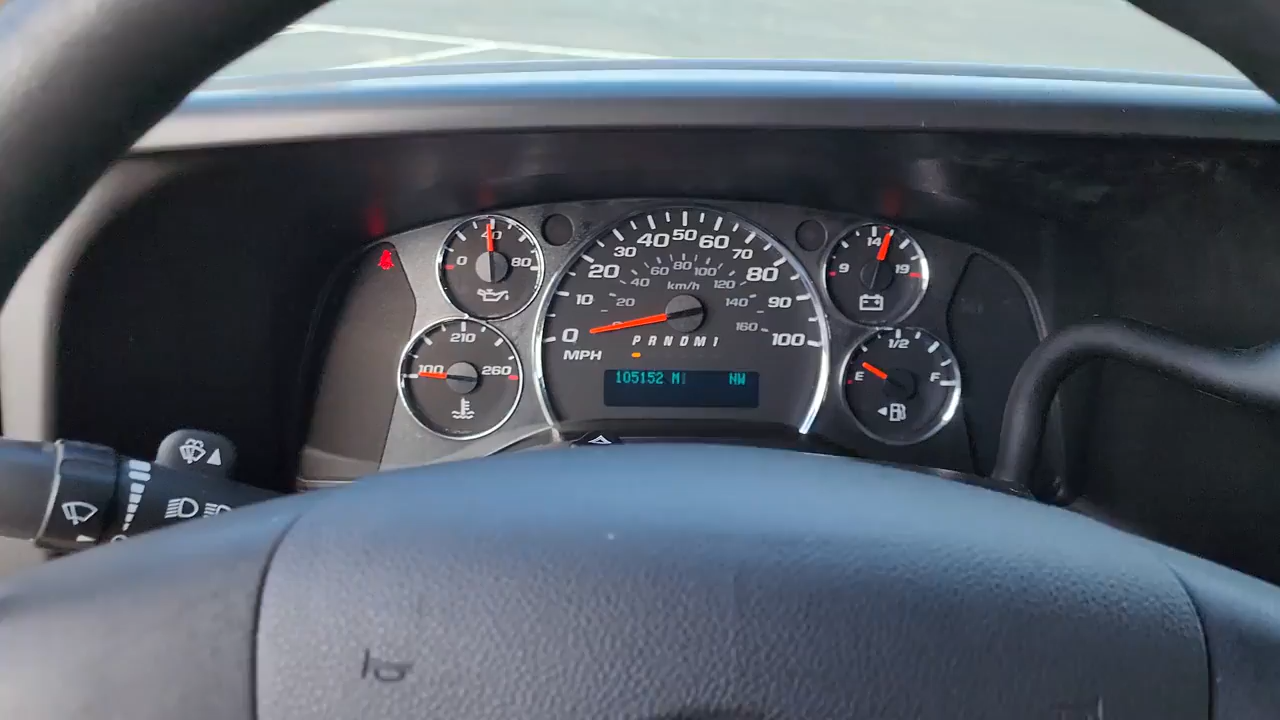 0 40 80
100 210 260
0 10 20 30 40 50 60 70 80 90 100
20 40 60 80 100 120 140 160
km/h
MPH
P R N D M 1
105152 MI NW
9 14 19
E 1/2 F